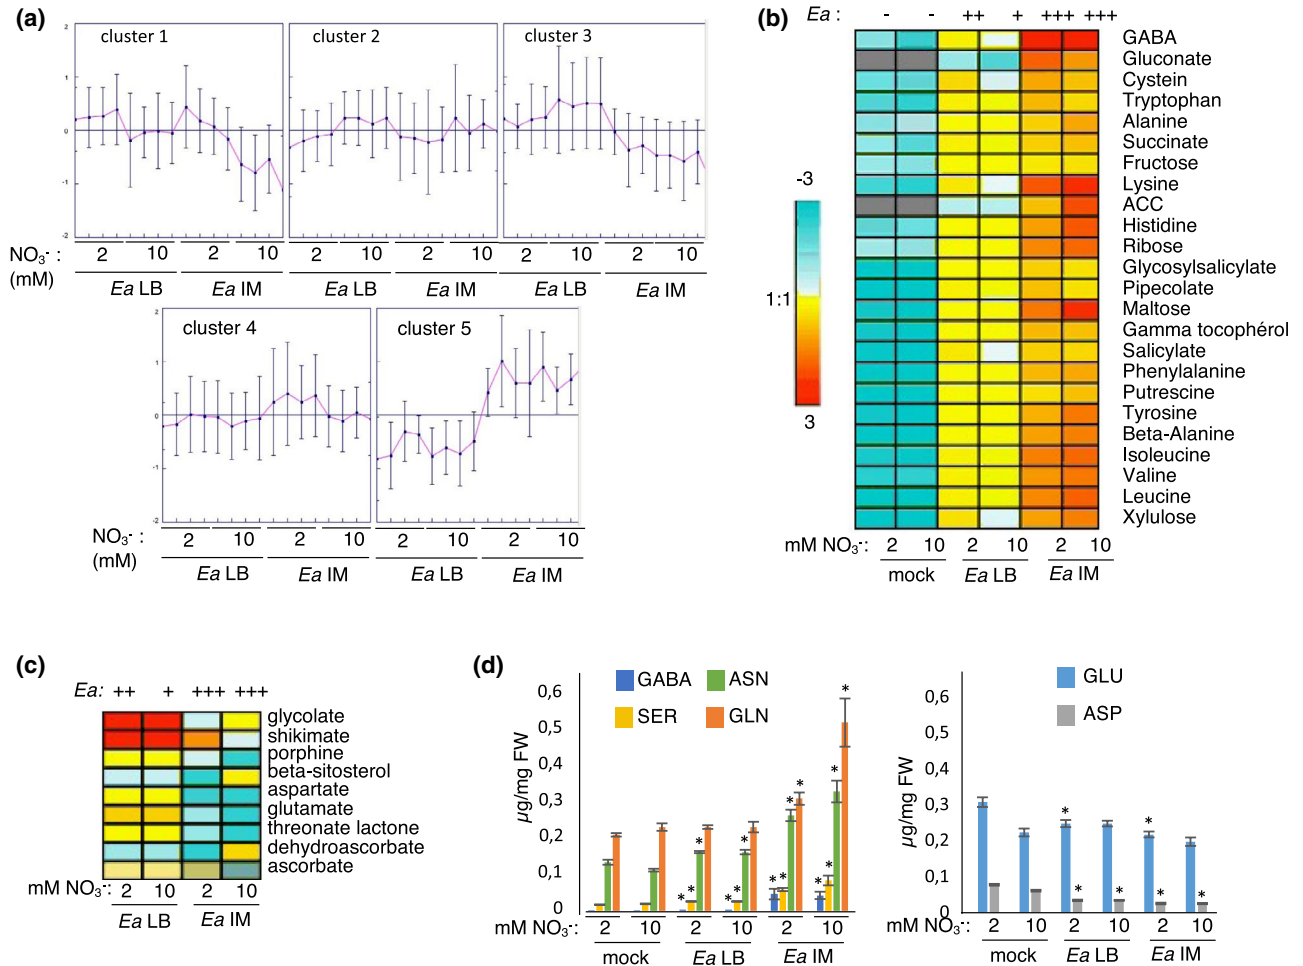 (a)
cluster 1
cluster 2
cluster 3
2
1
0
-1
-2
NO₃⁻ :
(mM)
2 10 2 10
Ea LB Ea IM
2 10 2 10
Ea LB Ea IM
2 10 2 10
Ea LB Ea IM
cluster 4
cluster 5
2
1
0
-1
-2
NO₃⁻ :
(mM)
2 10 2 10
Ea LB Ea IM
2 10 2 10
Ea LB Ea IM
(b)
Ea : - - ++ + +++ +++
-3
1:1
3
GABA
Gluconate
Cystein
Tryptophan
Alanine
Succinate
Fructose
Lysine
ACC
Histidine
Ribose
Glycosylsalicylate
Pipecolate
Maltose
Gamma tocophérol
Salicylate
Phenylalanine
Putrescine
Tyrosine
Beta-Alanine
Isoleucine
Valine
Leucine
Xylulose
mM NO₃⁻: 2 10 2 10 2 10
mock Ea LB Ea IM
(c)
Ea: ++ + +++ +++
glycolate
shikimate
porphine
beta-sitosterol
aspartate
glutamate
threonate lactone
dehydroascorbate
ascorbate
mM NO₃⁻: 2 10 2 10
Ea LB Ea IM
(d)
GABA ASN
SER GLN
µg/mg FW
0,6
0,5
0,4
0,3
0,2
0,1
0
* * * * * * * * * * * * * *
mM NO₃⁻: 2 10 2 10 2 10
mock Ea LB Ea IM
GLU
ASP
µg/mg FW
0,6
0,4
0,3
0,2
0,1
0
* * * * * *
mM NO₃⁻: 2 10 2 10 2 10
mock Ea LB Ea IM